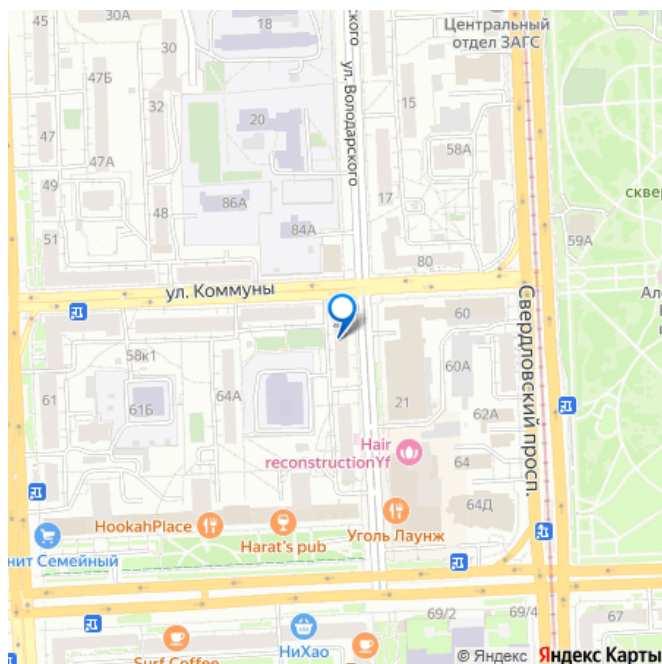 30А
18
Центральный
отдел ЗАГС
30
47Б
ул. Володарского
32
15
47
20
47А
58А
49
86А
17
сквер
48
84А
51
59А
80
ул. Коммуны
60
58к1
Свердловский просп.
60А
61
64А
61Б
21
62А
Hair
reconstructionYf
64
64Д
HookahPlace
Уголь Лаунж
Harat's pub
нит Семейный
69/2
69/4
67
НиХао
Surf Coffee
© Яндекс Яндекс Карты